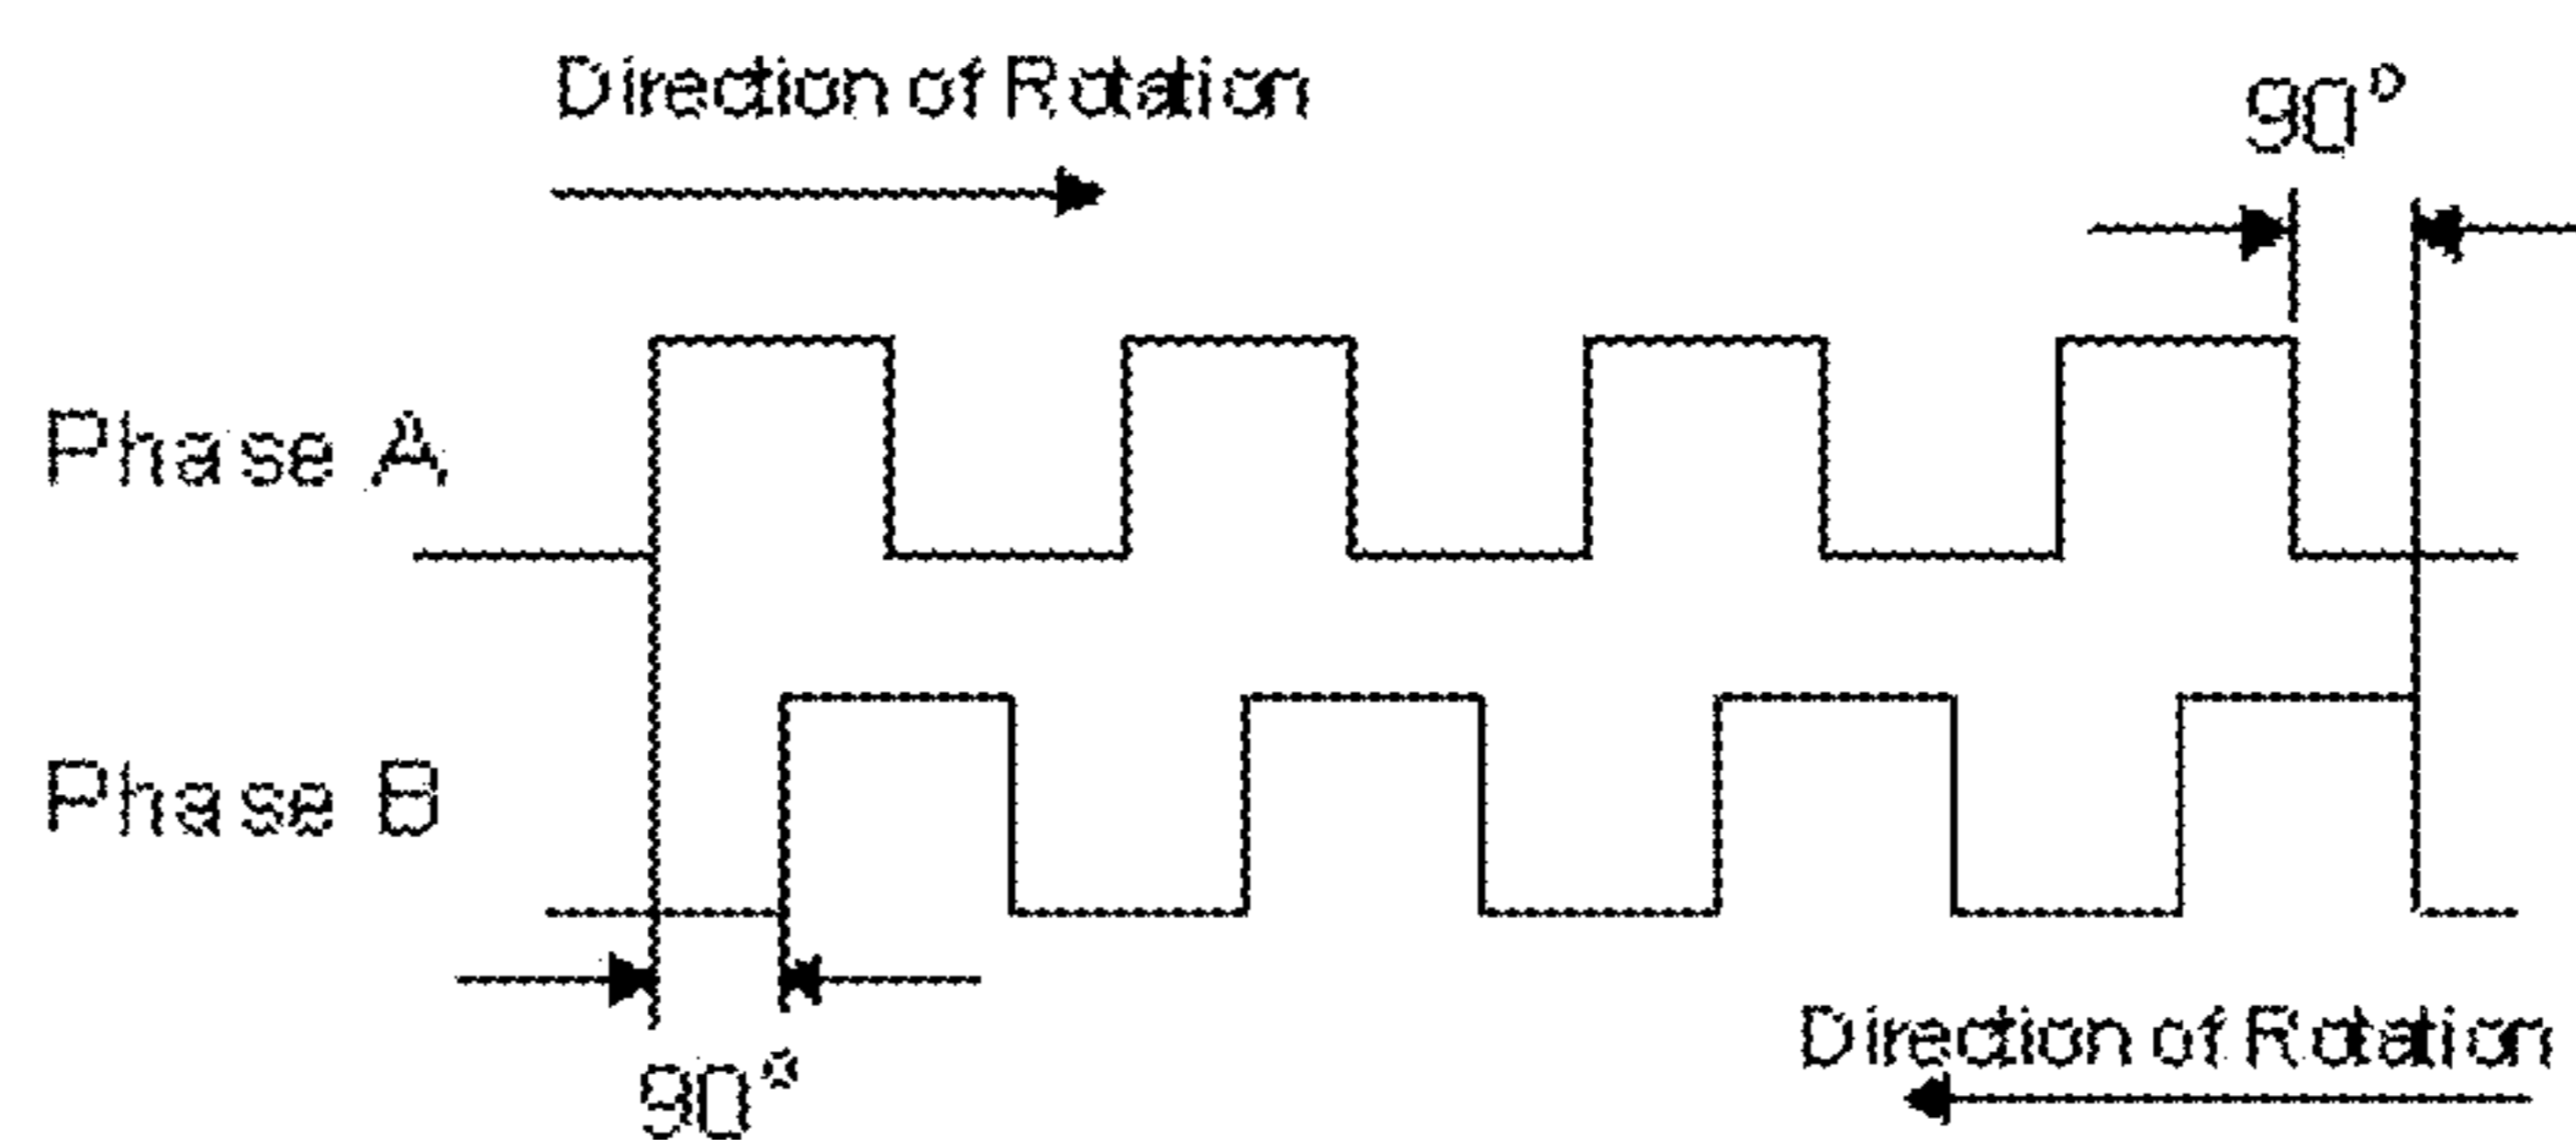 Direction of Rotation
90°
Phase A
Phase B
90°
Direction of Rotation